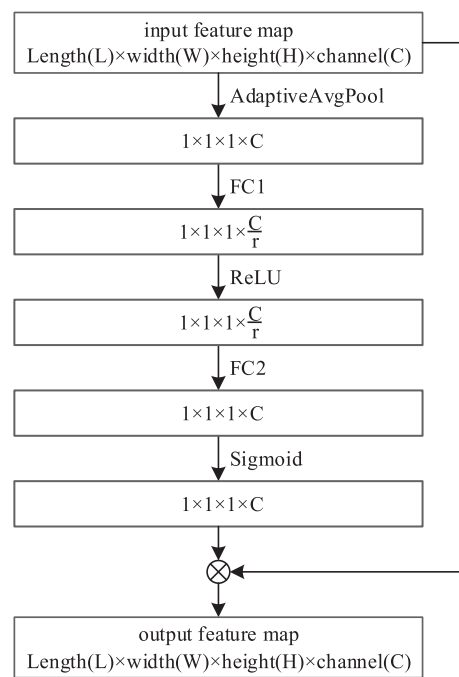 input feature map
Length(L)×width(W)×height(H)×channel(C)
AdaptiveAvgPool
1×1×1×C
FC1
1×1×1×C/r
ReLU
1×1×1×C/r
FC2
1×1×1×C
Sigmoid
1×1×1×C
output feature map
Length(L)×width(W)×height(H)×channel(C)